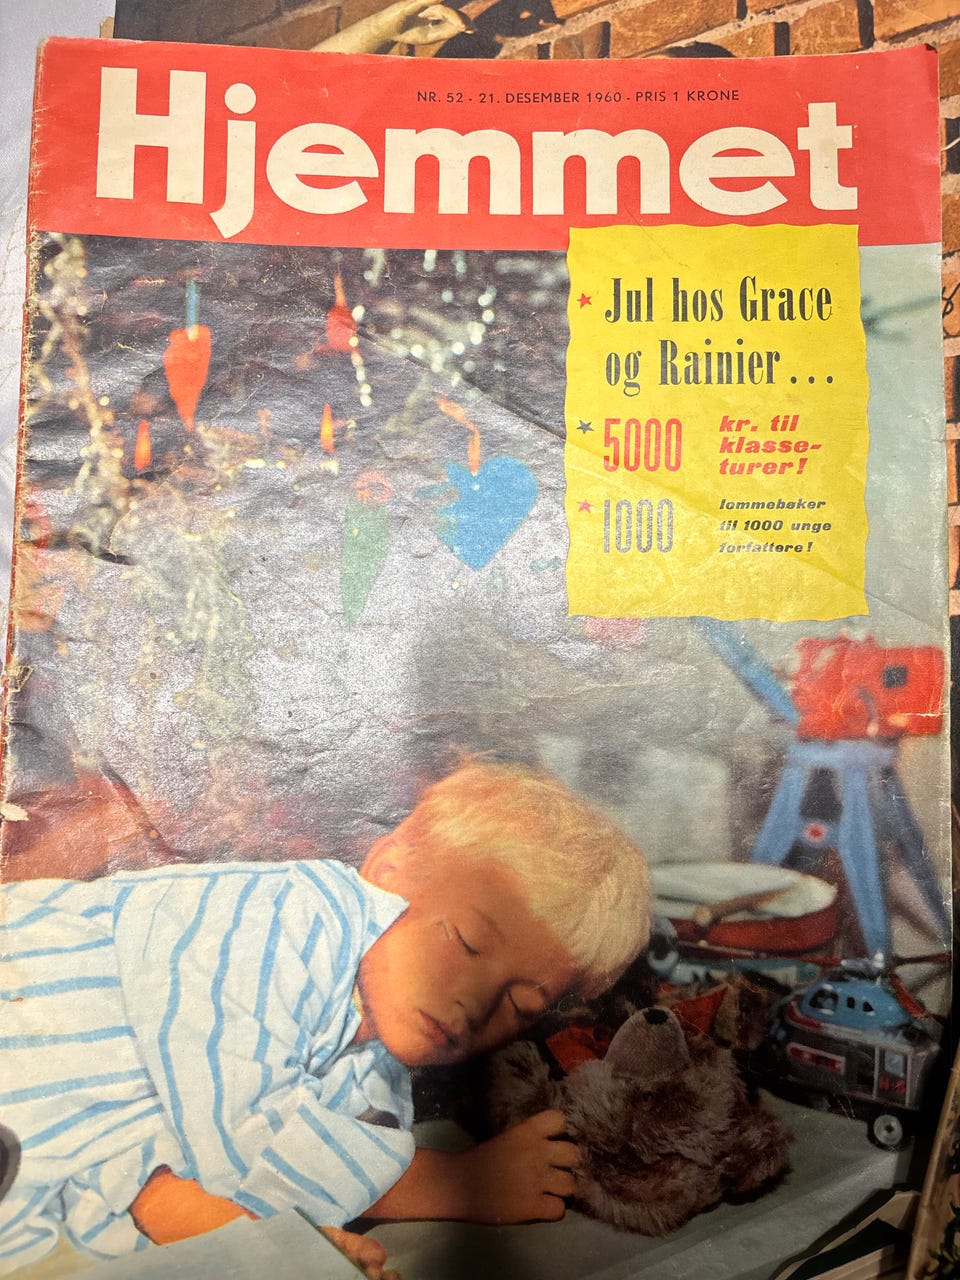 NR. 52 - 21. DESEMBER 1960 - PRIS 1 KRONE
Hjemmet
Jul hos Grace
og Rainier...
5000 kr. til
klasse-
turer!
1000 lommebøker
til 1000 unge
forfattere!